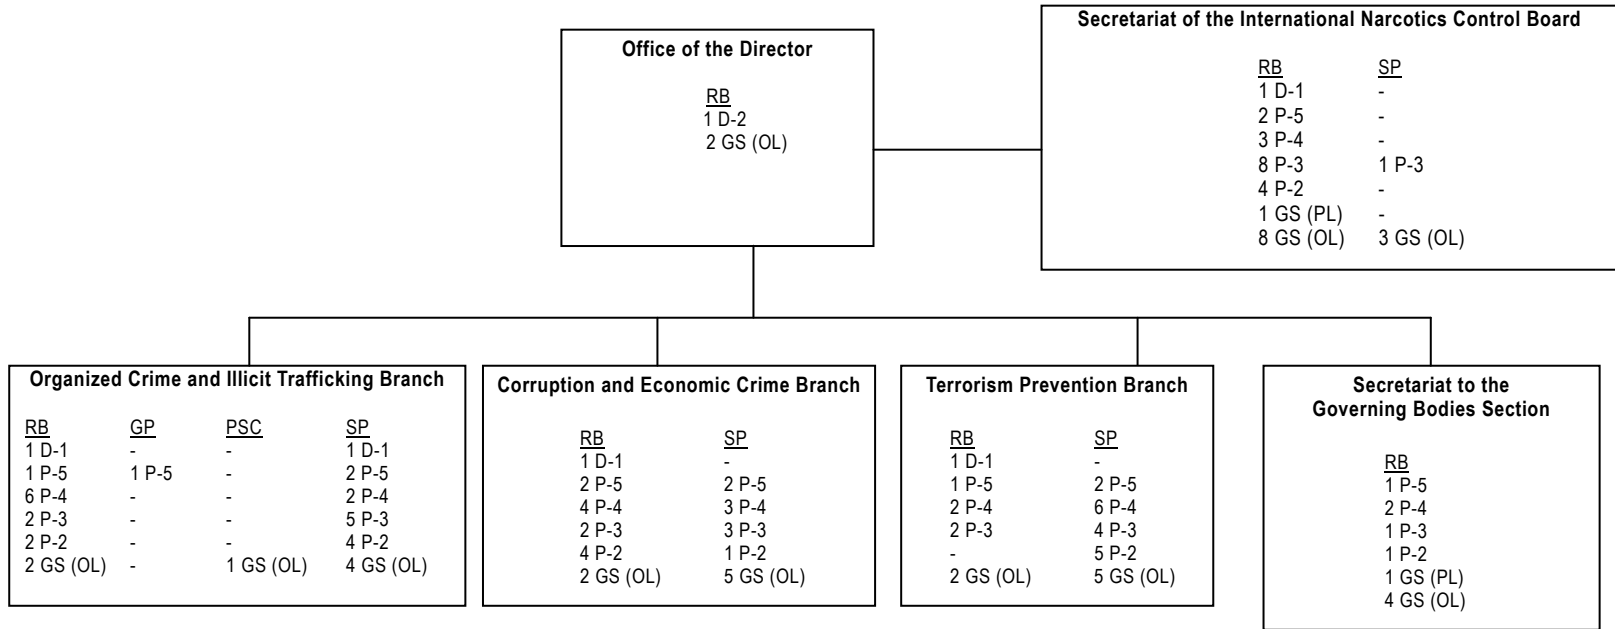 Secretariat of the International Narcotics Control Board
RB SP
1 D-1 -
2 P-5 -
3 P-4 -
8 P-3 1 P-3
4 P-2 -
1 GS (PL) -
8 GS (OL) 3 GS (OL)
Office of the Director
RB
1 D-2
2 GS (OL)
Organized Crime and Illicit Trafficking Branch
RB GP PSC SP
1 D-1 - - 1 D-1
1 P-5 1 P-5 - 2 P-5
6 P-4 - - 2 P-4
2 P-3 - - 5 P-3
2 P-2 - - 4 P-2
2 GS (OL) - 1 GS (OL) 4 GS (OL)
Corruption and Economic Crime Branch
RB SP
1 D-1 -
2 P-5 2 P-5
4 P-4 3 P-4
2 P-3 3 P-3
4 P-2 1 P-2
2 GS (OL) 5 GS (OL)
Terrorism Prevention Branch
RB SP
1 D-1 -
1 P-5 2 P-5
2 P-4 6 P-4
2 P-3 4 P-3
- 5 P-2
2 GS (OL) 5 GS (OL)
Secretariat to the
Governing Bodies Section
RB
1 P-5
2 P-4
1 P-3
1 P-2
1 GS (PL)
4 GS (OL)